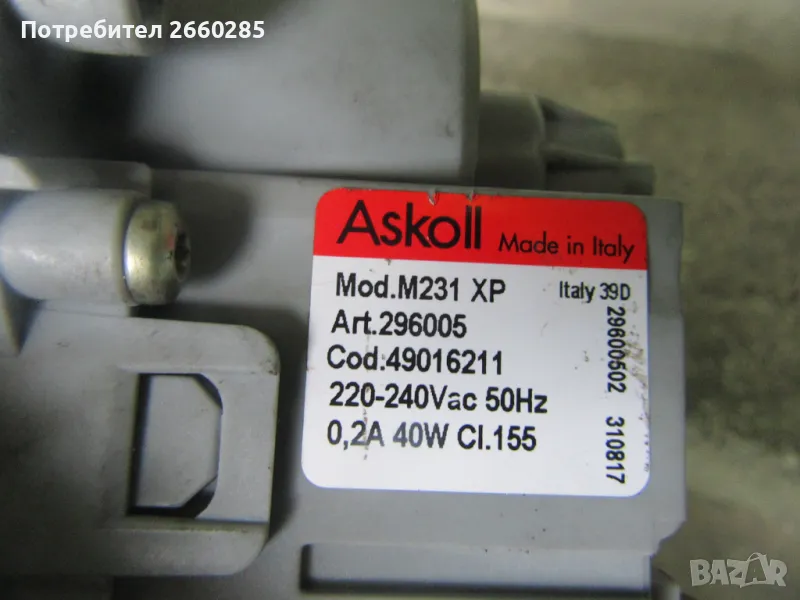 Потребител 2660285
Askoll Made in Italy
Mod.M231 XP Italy 39D
Art.296005
Cod.49016211
220-240Vac 50Hz
0,2A 40W Cl.155
29600502 310817
BAZAR